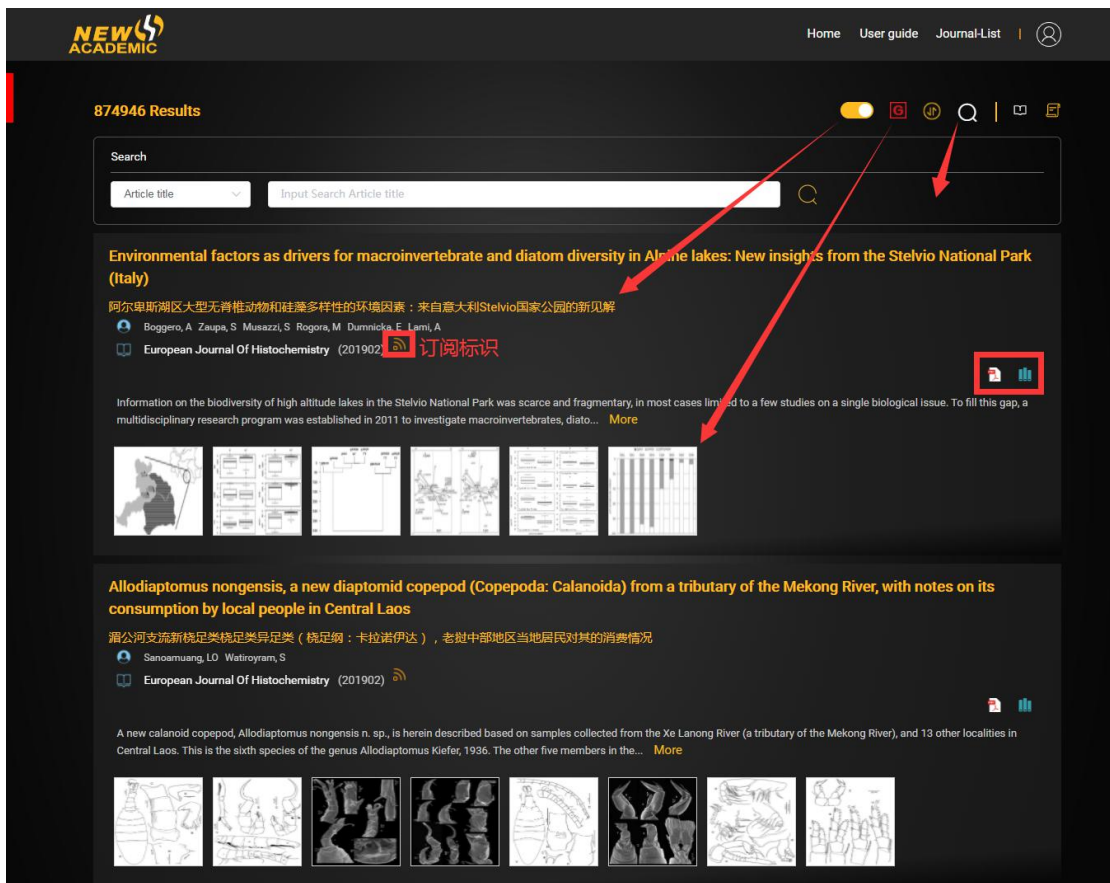 NEW
ACADEMIC
Home User guide Journal-List
874946 Results
G
Search
Article title Input Search Article title
Environmental factors as drivers for macroinvertebrate and diatom diversity in Alpine lakes: New insights from the Stelvio National Park
(Italy)
阿尔卑斯湖区大型无脊椎动物和硅藻多样性的环境因素：来自意大利Stelvio国家公园的新见解
Boggero, A Zaupa, S Musazzi, S Rogora, M Dumnicka, E Lami, A
European Journal Of Histochemistry (201902) 订阅标识
Information on the biodiversity of high altitude lakes in the Stelvio National Park was scarce and fragmentary, in most cases limited to a few studies on a single biological issue. To fill this gap, a
multidisciplinary research program was established in 2011 to investigate macroinvertebrates, diato... More
Allodiaptomus nongensis, a new diaptomid copepod (Copepoda: Calanoida) from a tributary of the Mekong River, with notes on its
consumption by local people in Central Laos
湄公河支流新桡足类桡足类异足类（桡足纲：卡拉诺伊达），老挝中部地区当地居民对其的消费情况
Sanoamuang, LO Watiroyram, S
European Journal Of Histochemistry (201902)
A new calanoid copepod, Allodiaptomus nongensis n. sp., is herein described based on samples collected from the Xe Lanong River (a tributary of the Mekong River), and 13 other localities in
Central Laos. This is the sixth species of the genus Allodiaptomus Kiefer, 1936. The other five members in the... More